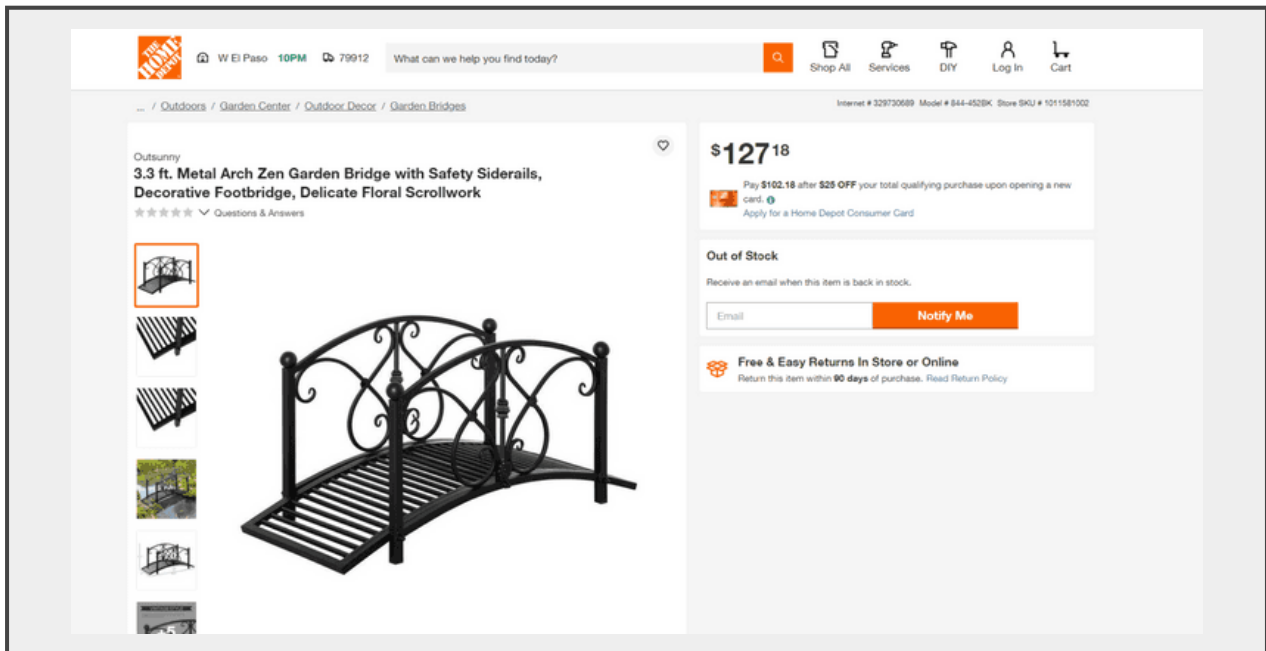 THE HOME DEPOT
W El Paso 10PM 79912
What can we help you find today?
Shop All
Services
DIY
Log In
Cart
... / Outdoors / Garden Center / Outdoor Decor / Garden Bridges
Internet # 329730689 Model # 844-452BK Store SKU # 1011581002
Outsunny
3.3 ft. Metal Arch Zen Garden Bridge with Safety Siderails,
Decorative Footbridge, Delicate Floral Scrollwork
Questions & Answers
+5
$127 18
Pay $102.18 after $25 OFF your total qualifying purchase upon opening a new
card.
Apply for a Home Depot Consumer Card
Out of Stock
Receive an email when this item is back in stock.
Email
Notify Me
Free & Easy Returns In Store or Online
Return this item within 90 days of purchase. Read Return Policy